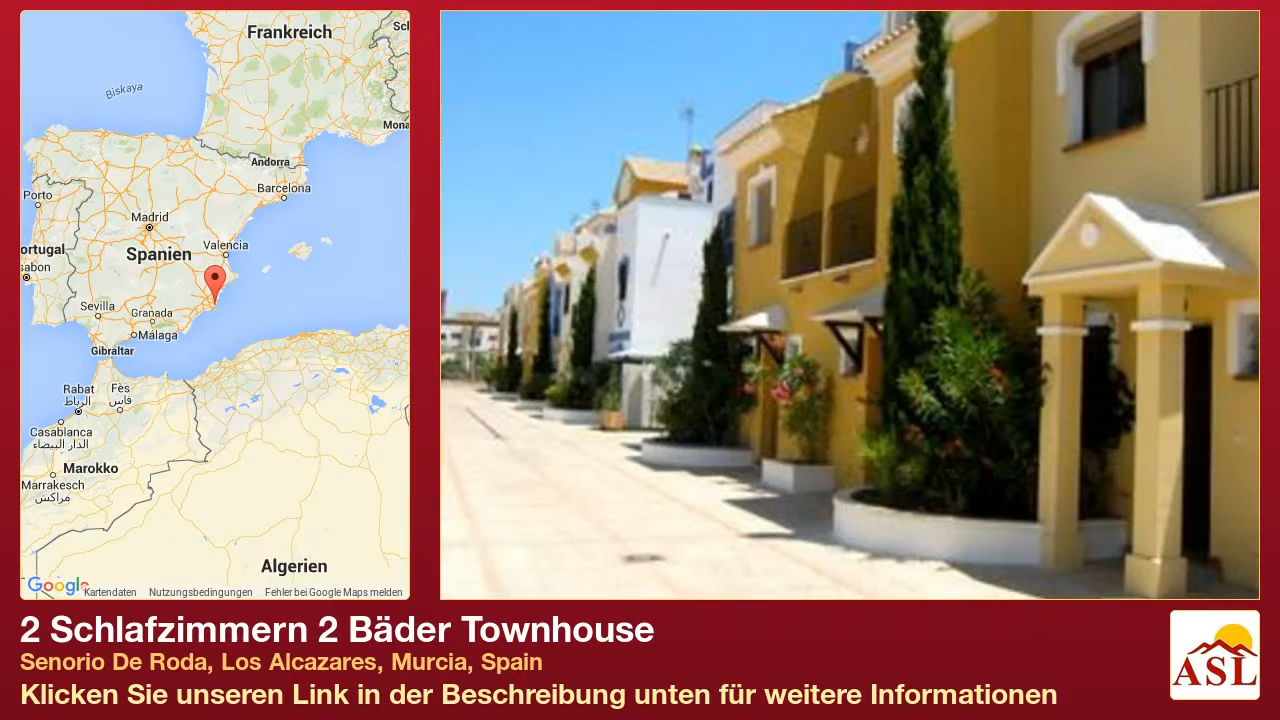 Frankreich
Sch
Biskaya
Mona
Andorra
Porto
Barcelona
Madrid
ortugal
Spanien
Valencia
sabon
Sevilla
Granada
Málaga
Gibraltar
Rabat
الرباط
Fès
فاس
Casablanca
الدار البيضاء
Marokko
Marrakesch
مراكش
Algerien
Google
Kartendaten Nutzungsbedingungen Fehler bei Google Maps melden
2 Schlafzimmern 2 Bäder Townhouse
Senorio De Roda, Los Alcazares, Murcia, Spain
Klicken Sie unseren Link in der Beschreibung unten für weitere Informationen
ASL